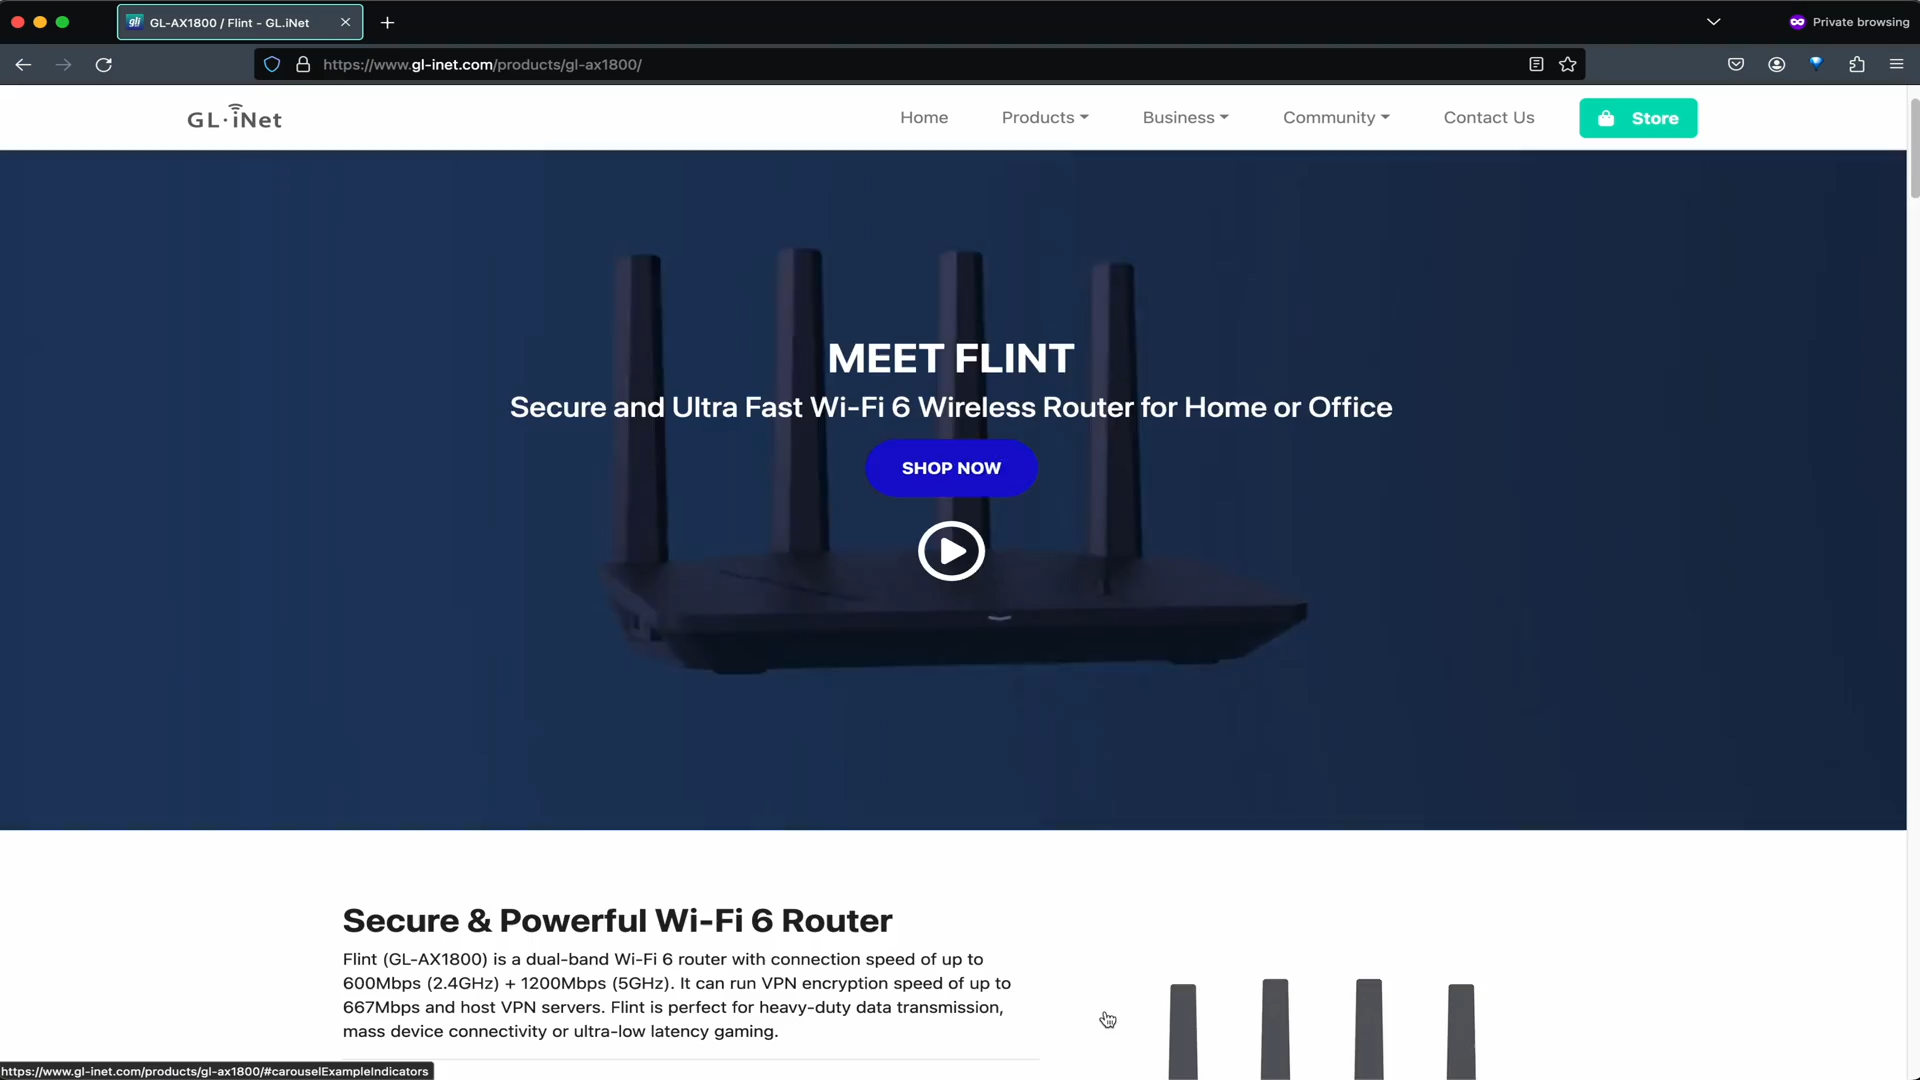 gli GL-AX1800 / Flint - GL.iNet
Private browsing
https://www.gl-inet.com/products/gl-ax1800/
GL·iNet
Home
Products
Business
Community
Contact Us
Store
MEET FLINT
Secure and Ultra Fast Wi-Fi 6 Wireless Router for Home or Office
SHOP NOW
Secure & Powerful Wi-Fi 6 Router
Flint (GL-AX1800) is a dual-band Wi-Fi 6 router with connection speed of up to
600Mbps (2.4GHz) + 1200Mbps (5GHz). It can run VPN encryption speed of up to
667Mbps and host VPN servers. Flint is perfect for heavy-duty data transmission,
mass device connectivity or ultra-low latency gaming.
https://www.gl-inet.com/products/gl-ax1800/#carouselExampleIndicators